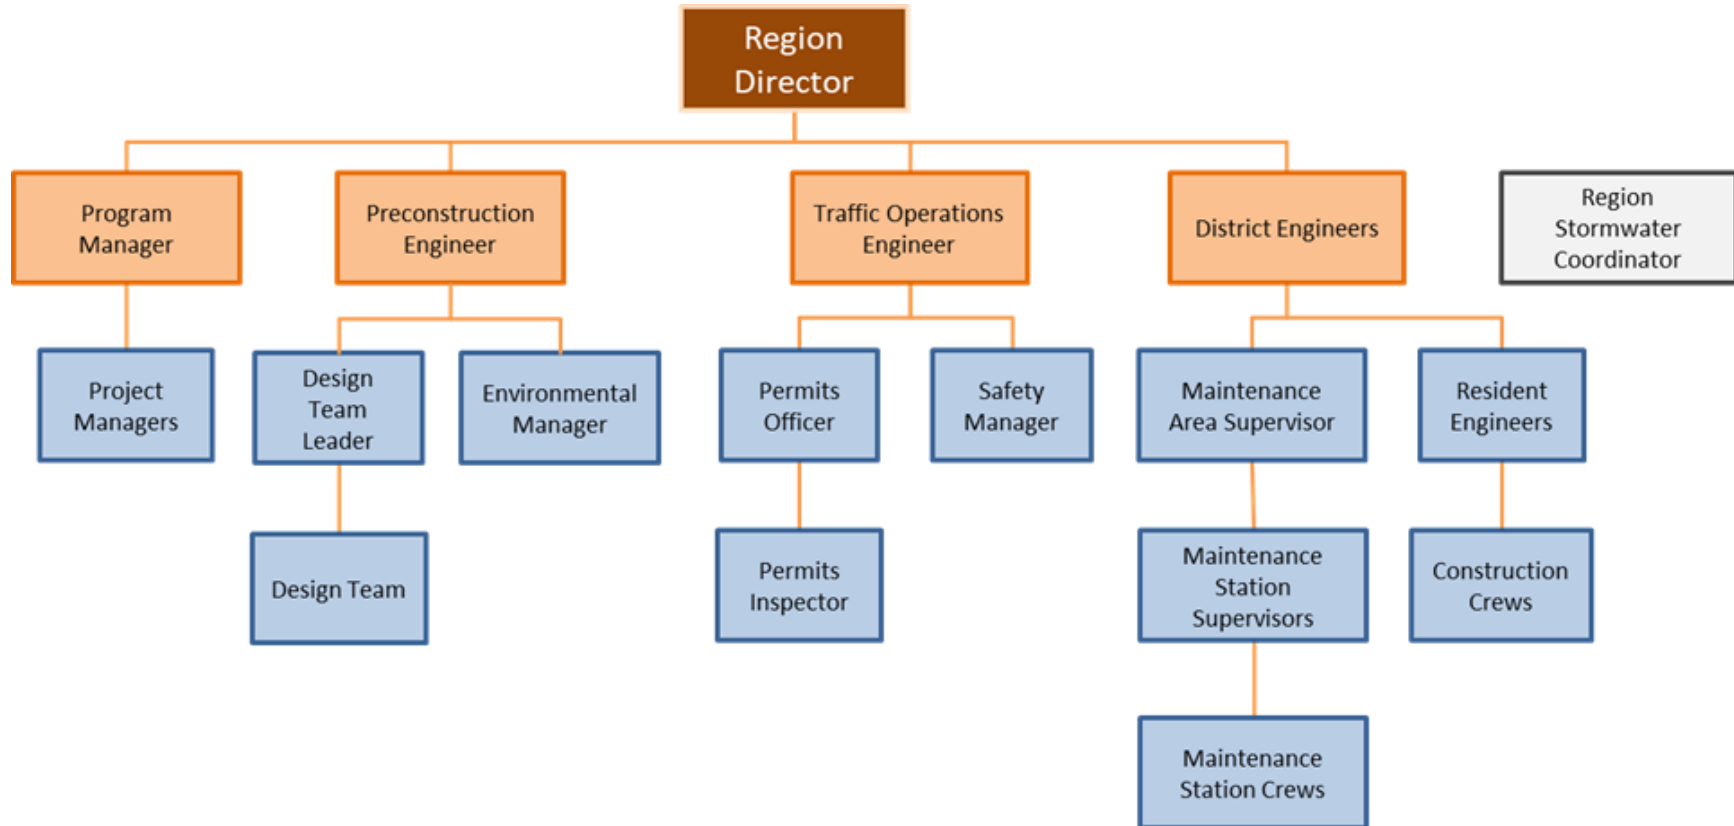 Region
Director
Program
Manager
Preconstruction
Engineer
Traffic Operations
Engineer
District Engineers
Region
Stormwater
Coordinator
Project
Managers
Design
Team
Leader
Environmental
Manager
Permits
Officer
Safety
Manager
Maintenance
Area Supervisor
Resident
Engineers
Design Team
Permits
Inspector
Maintenance
Station
Supervisors
Construction
Crews
Maintenance
Station Crews